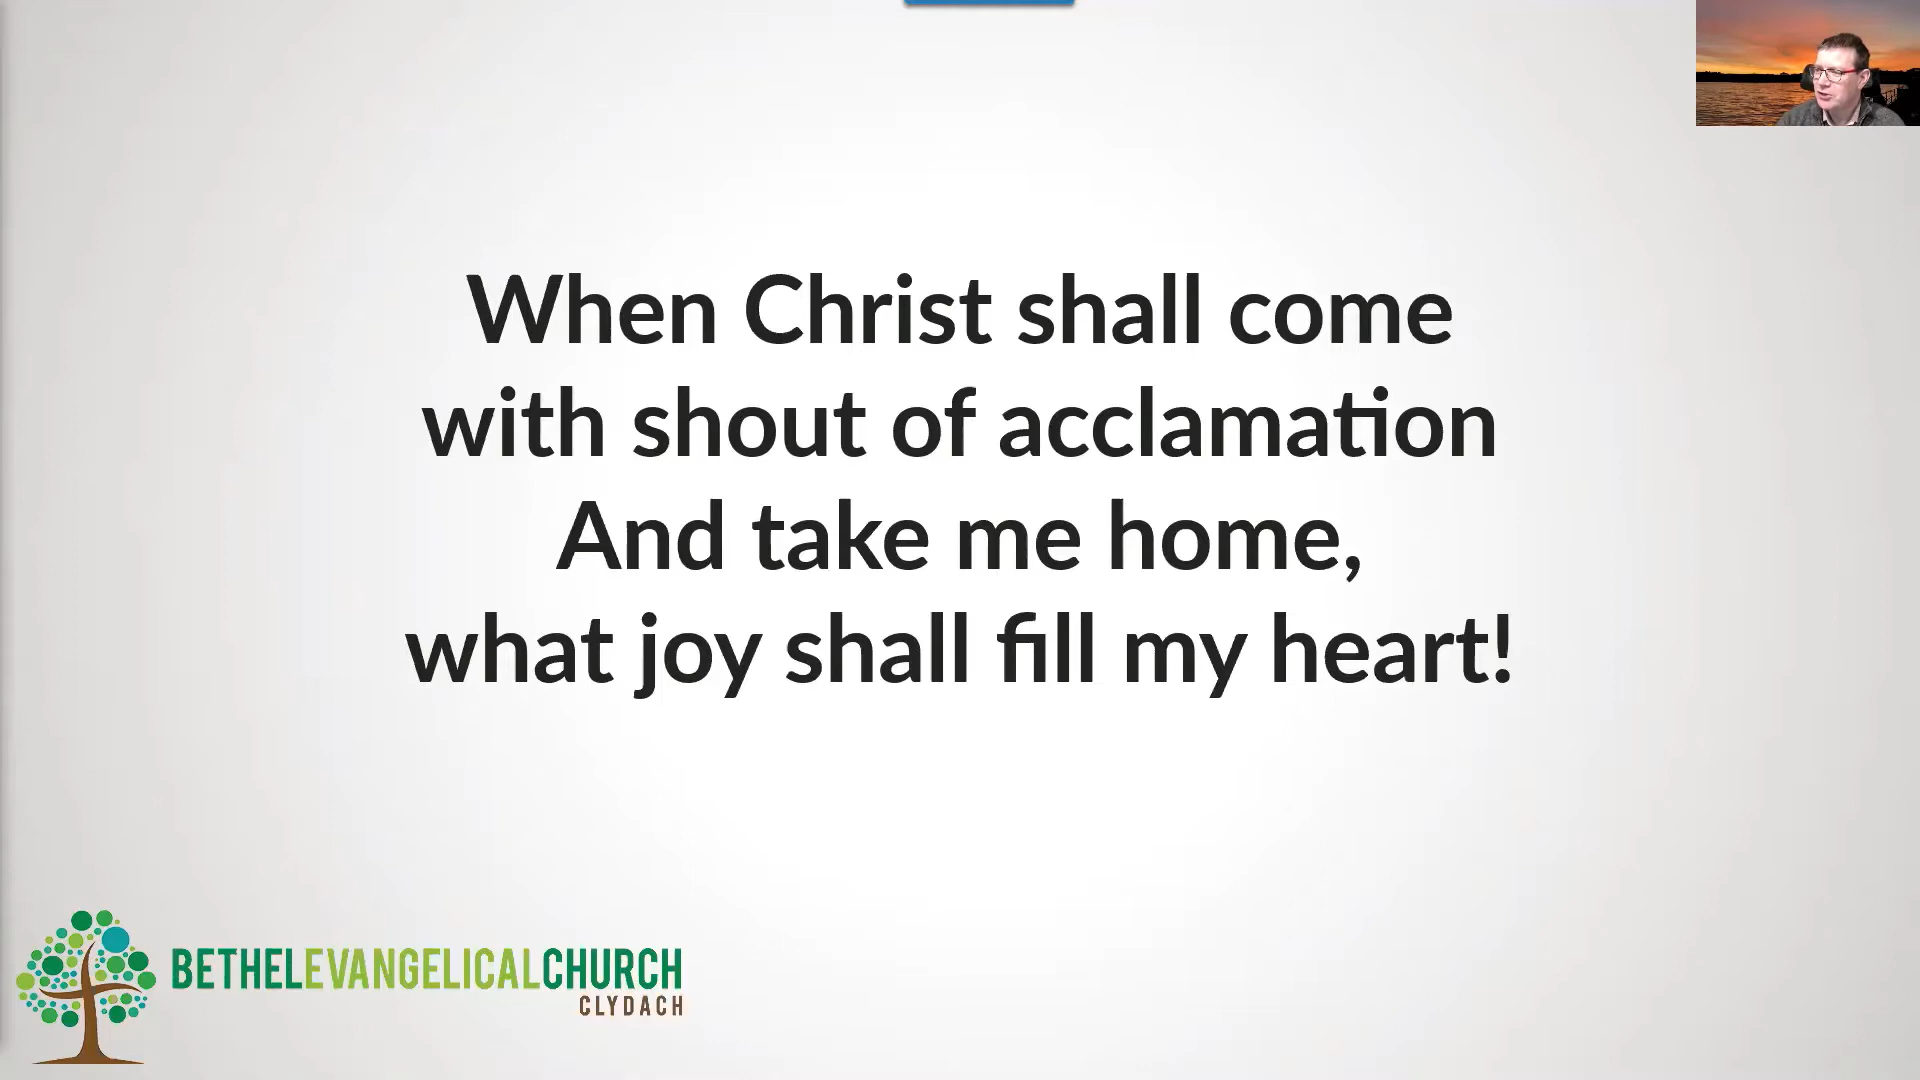 When Christ shall come
with shout of acclamation
And take me home,
what joy shall fill my heart!
BETHELEVANGELICALCHURCH
CLYDACH